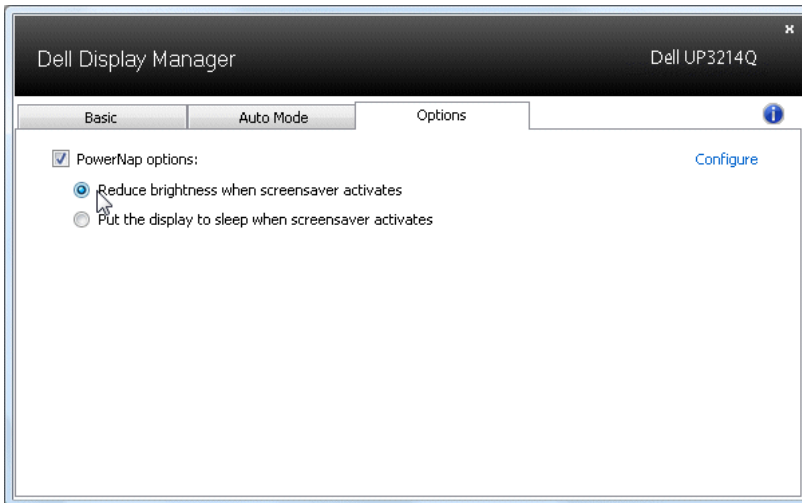 Dell Display Manager
Dell UP3214Q
Basic
Auto Mode
Options
PowerNap options:
Configure
Reduce brightness when screensaver activates
Put the display to sleep when screensaver activates